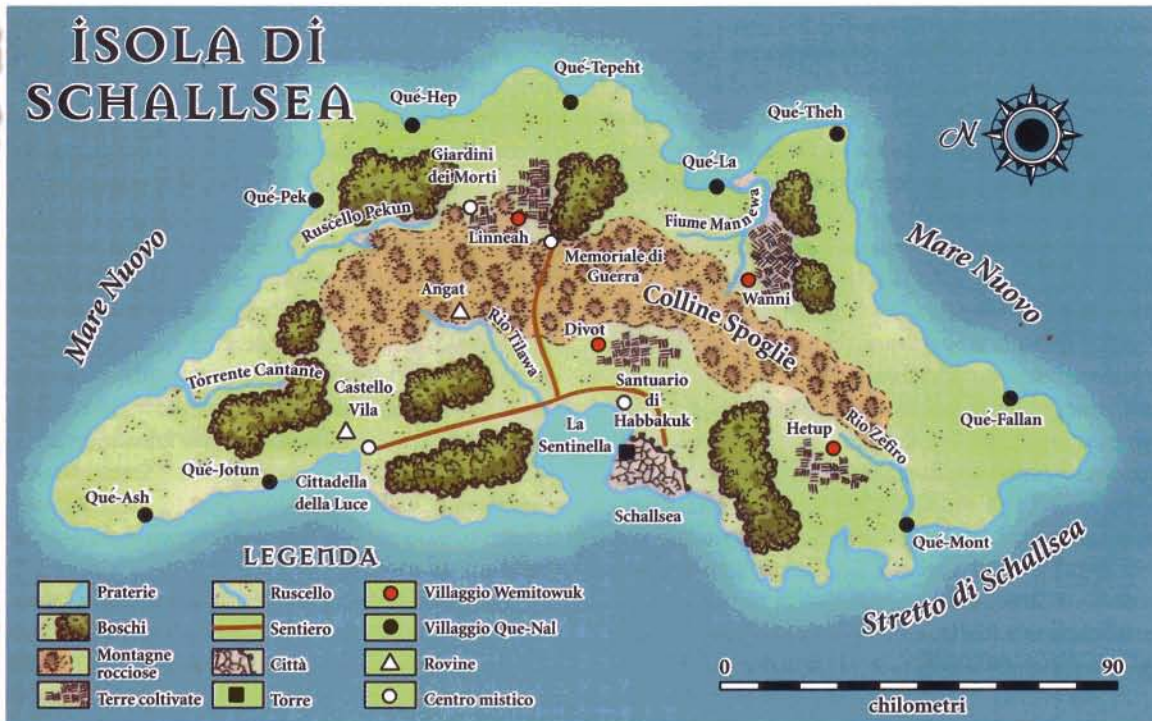 ISOLA DI
SCHALLSEA
Qué-Tepeht
Qué-Hep
Qué-Theh
N
Giardini
dei Morti
Qué-La
Qué-Pek
Ruscello Pekun
Fiume Mannewa
Linneah
Memoriale di
Guerra
Mare Nuovo
Mare Nuovo
Angat
Wanni
Colline Spoglie
Rio Tilawa
Divot
Torrente Cantante
Castello
Vila
Santuario
di
Habbakuk
Qué-Fallan
La
Sentinella
Hetup
Rio Zefiro
Qué-Jotun
Cittadella
della Luce
Qué-Ash
Schallsea
Qué-Mont
Stretto di Schallsea
LEGENDA
Praterie
Ruscello
Villaggio Wemitowuk
Boschi
Sentiero
Villaggio Que-Nal
Montagne
rocciose
Città
Rovine
Terre coltivate
Torre
Centro mistico
0 90
chilometri